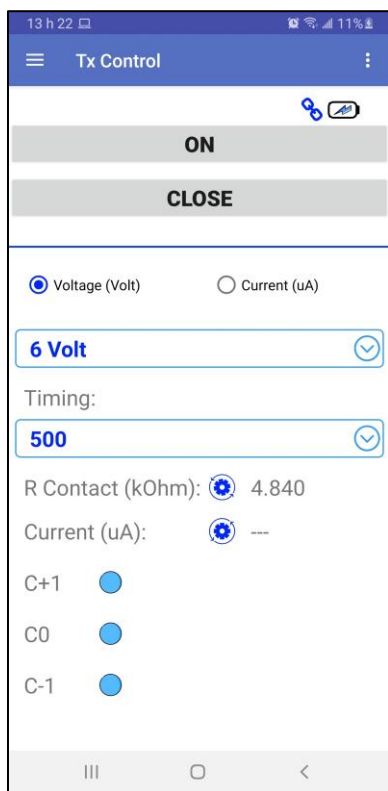 13 h 22 11%
Tx Control
ON
CLOSE
Voltage (Volt) Current (uA)
6 Volt
Timing:
500
R Contact (kOhm): 4.840
Current (uA): ---
C+1
C0
C-1